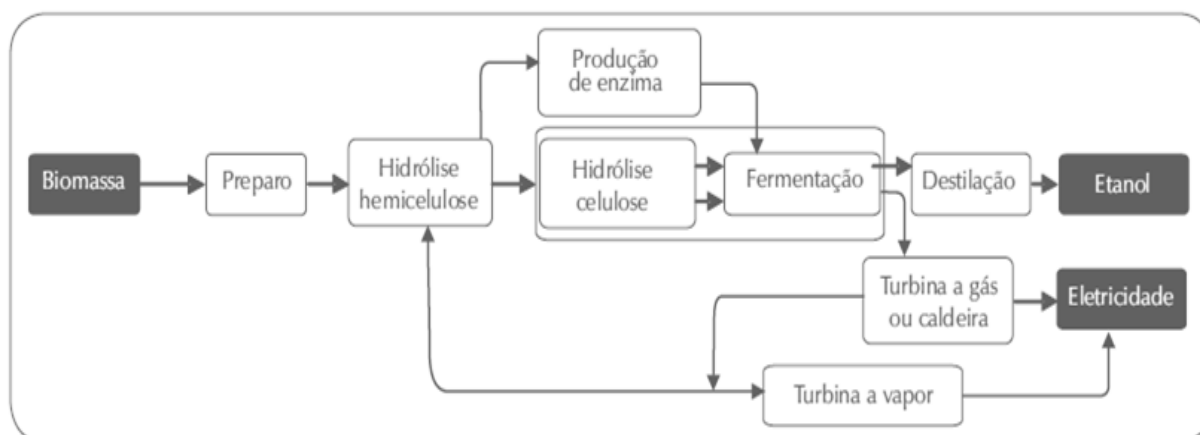 Produção
de enzima
Biomassa
Preparo
Hidrólise
hemicelulose
Hidrólise
celulose
Fermentação
Destilação
Etanol
Turbina a gás
ou caldeira
Eletricidade
Turbina a vapor